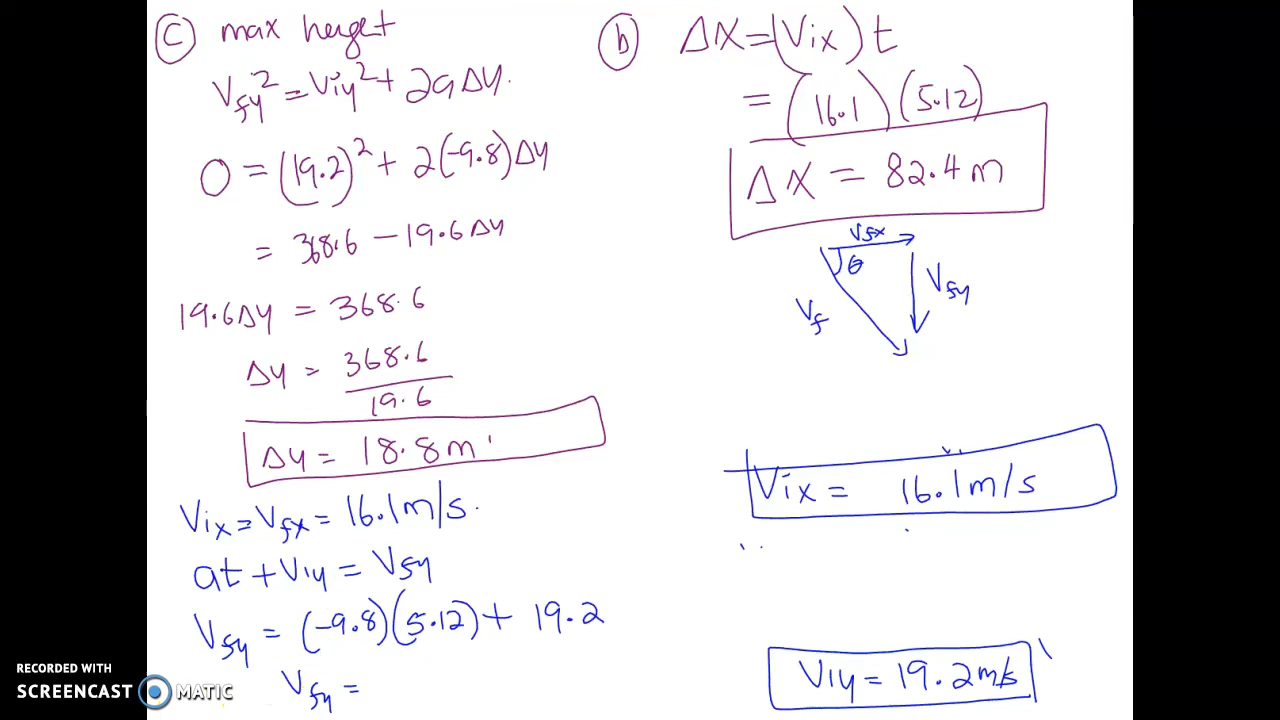 (c) max height
Vfy² = Viy² + 2aΔy.
0 = (19.2)² + 2(-9.8)Δy
= 368.6 - 19.6Δy
19.6Δy = 368.6
Δy = 368.6 / 19.6
Δy = 18.8m
Vix = Vfx = 16.1m/s.
at + Viy = Vfy
Vfy = (-9.8)(5.12) + 19.2
Vfy =
(b) ΔX = (Vix)t
= (16.1)(5.12)
ΔX = 82.4m
Vfx
θ
Vfy
Vf
Vix = 16.1m/s
Viy = 19.2m/s
RECORDED WITH
SCREENCAST MATIC